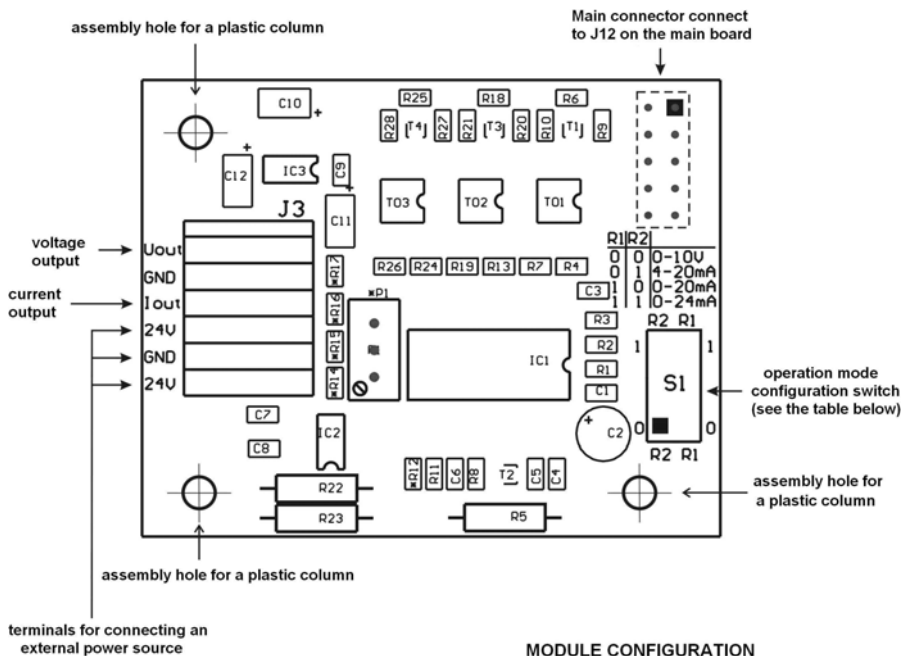 assembly hole for a plastic column
Main connector connect
to J12 on the main board
C10
R25
R18
R6
R28
T4
R27
R21
T3
R20
R10
T1
R9
C12
IC3
C9
J3
C11
TO3
TO2
TO1
voltage
output
Uout
GND
current
output
Iout
24V
GND
24V
*R17
*R16
*R15
*R14
R26
R24
R19
R13
R7
R4
*P1
C3
R3
R2
R1
C1
IC1
R1 R2
0 0 0-10V
0 1 4-20mA
1 0 0-20mA
1 1 0-24mA
R2 R1
1 1
S1
0 0
R2 R1
operation mode
configuration switch
(see the table below)
C2
C7
C8
IC2
*R12
R11
C6
R8
T2
C5
C4
R22
R23
R5
assembly hole for
a plastic column
assembly hole for a plastic column
terminals for connecting an
external power source
MODULE CONFIGURATION